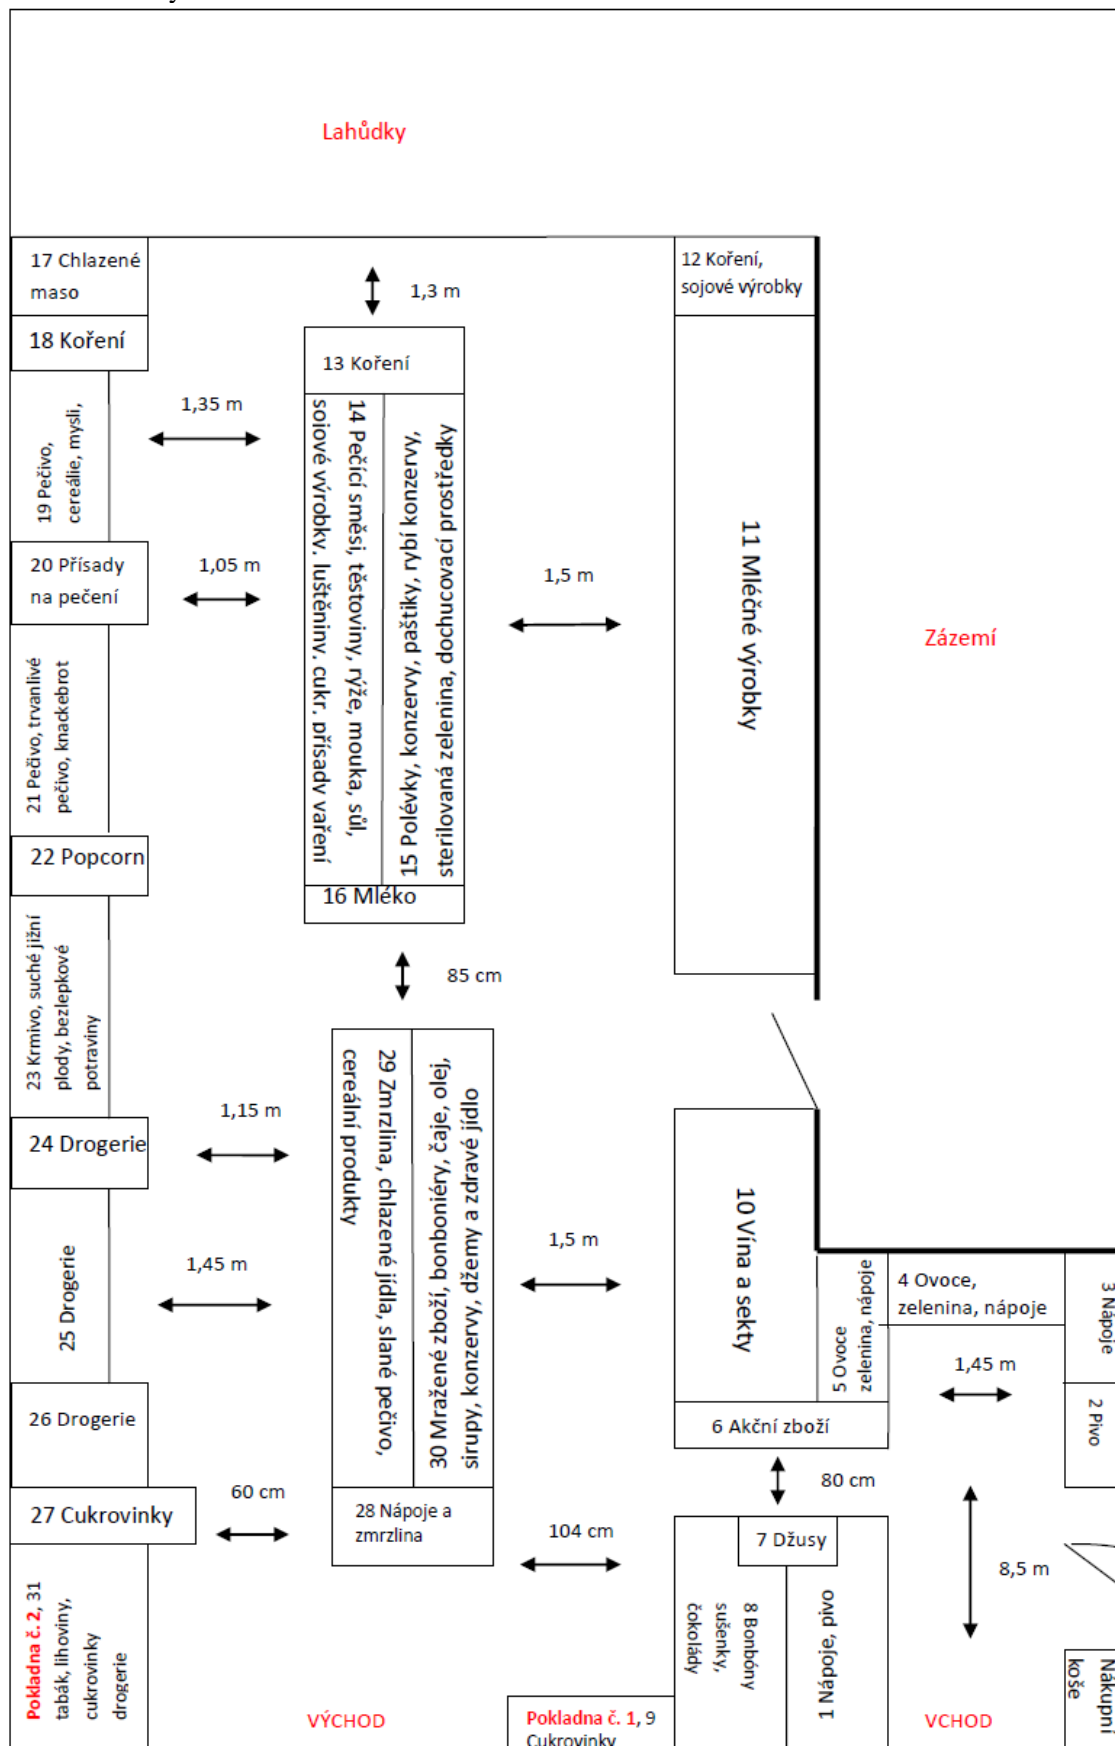 Lahůdky
17 Chlazené
maso
12 Koření,
sojové výrobky
1,3 m
18 Koření
13 Koření
1,35 m
19 Pečivo,
cereálie, mysli,
14 Pečící směsi, těstoviny, rýže, mouka, sůl,
sojové výrobky, luštěniny, cukr, přísady vaření
15 Polévky, konzervy, paštiky, rybí konzervy,
sterilovaná zelenina, dochucovací prostředky
11 Mléčné výrobky
20 Přísady
na pečení
1,05 m
1,5 m
Zázemí
21 Pečivo, trvanlivé
pečivo, knackebrot
22 Popcorn
16 Mléko
23 Krmivo, suché jižní
plody, bezlepkové
potraviny
85 cm
29 Zmrzlina, chlazené jídla, slané pečivo,
cereální produkty
30 Mražené zboží, bonboniéry, čaje, olej,
sirupy, konzervy, džemy a zdravé jídlo
24 Drogerie
1,15 m
10 Vína a sekty
25 Drogerie
1,45 m
1,5 m
5 Ovoce
zelenina, nápoje
4 Ovoce,
zelenina, nápoje
3 Nápoje
1,45 m
2 Pivo
26 Drogerie
6 Akční zboží
80 cm
27 Cukrovinky
60 cm
28 Nápoje a
zmrzlina
104 cm
7 Džusy
8,5 m
Pokladna č. 2, 31
tabák, lihoviny,
cukrovinky
drogerie
8 Bonbóny
sušenky,
čokolády
1 Nápoje, pivo
Nákupní
koše
VÝCHOD
Pokladna č. 1, 9
Cukrovinky
VCHOD